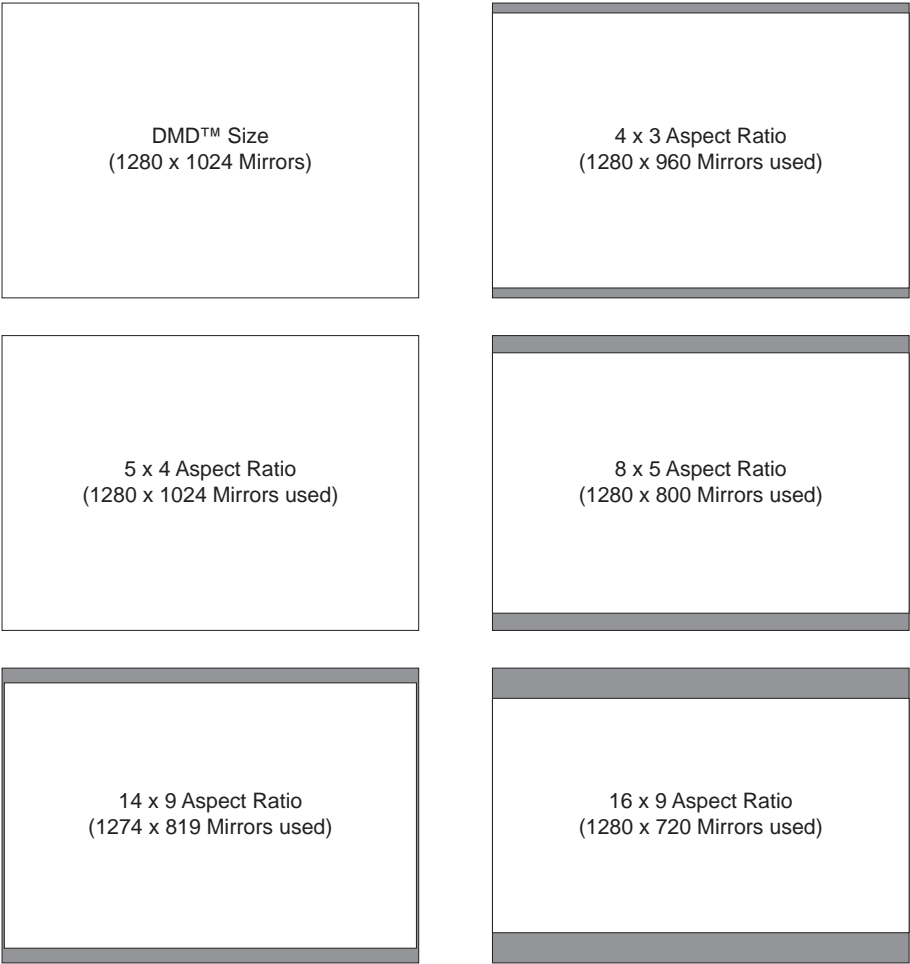 DMD™ Size
(1280 x 1024 Mirrors)
4 x 3 Aspect Ratio
(1280 x 960 Mirrors used)
5 x 4 Aspect Ratio
(1280 x 1024 Mirrors used)
8 x 5 Aspect Ratio
(1280 x 800 Mirrors used)
14 x 9 Aspect Ratio
(1274 x 819 Mirrors used)
16 x 9 Aspect Ratio
(1280 x 720 Mirrors used)